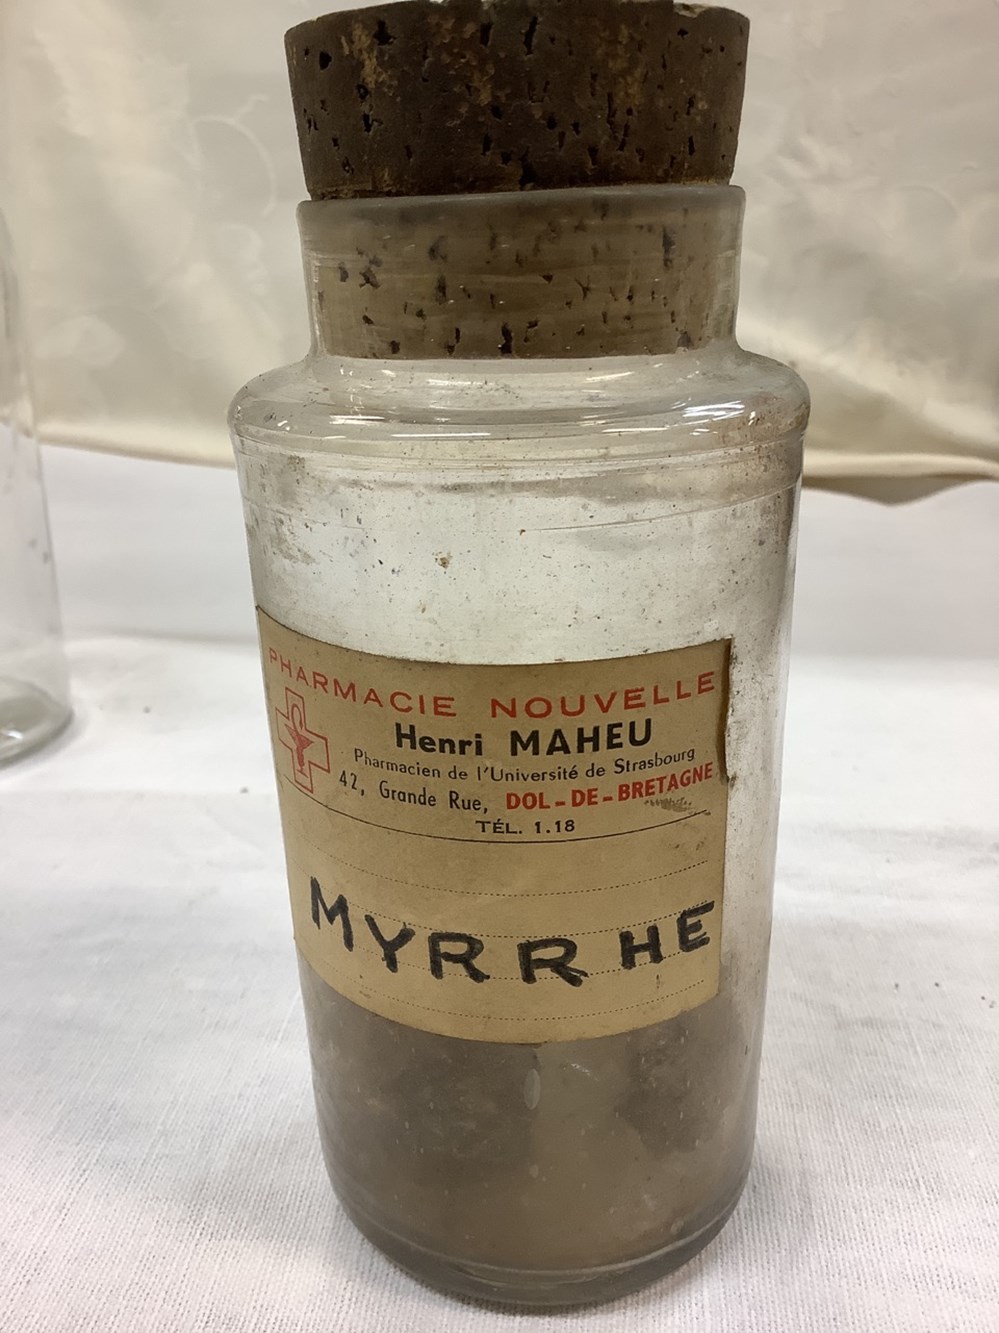 PHARMACIE NOUVELLE
Henri MAHEU
Pharmacien de l'Université de Strasbourg
42, Grande Rue, DOL-DE-BRETAGNE
TÉL. 1.18
MYRRHE